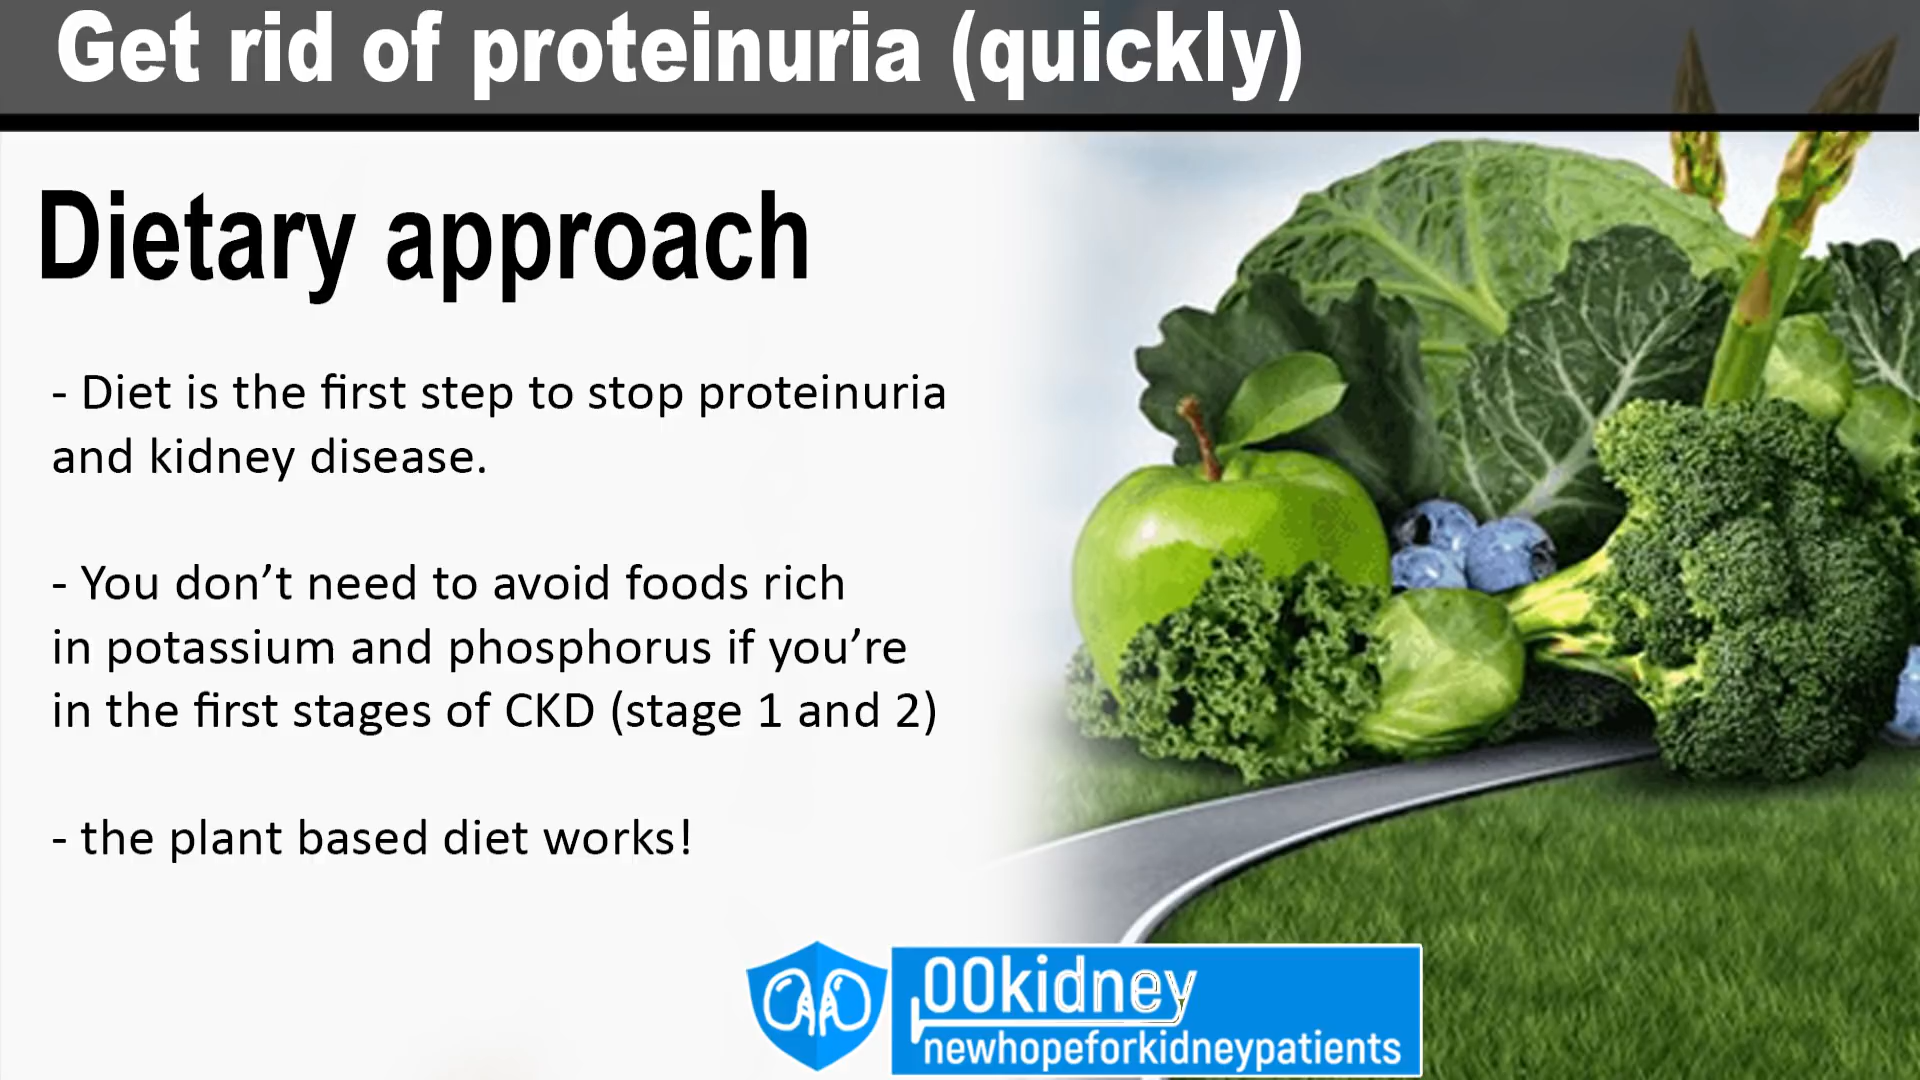 Get rid of proteinuria (quickly)
Dietary approach
- Diet is the first step to stop proteinuria
and kidney disease.
- You don’t need to avoid foods rich
in potassium and phosphorus if you’re
in the first stages of CKD (stage 1 and 2)
- the plant based diet works!
00kidney
newhopeforkidneypatients